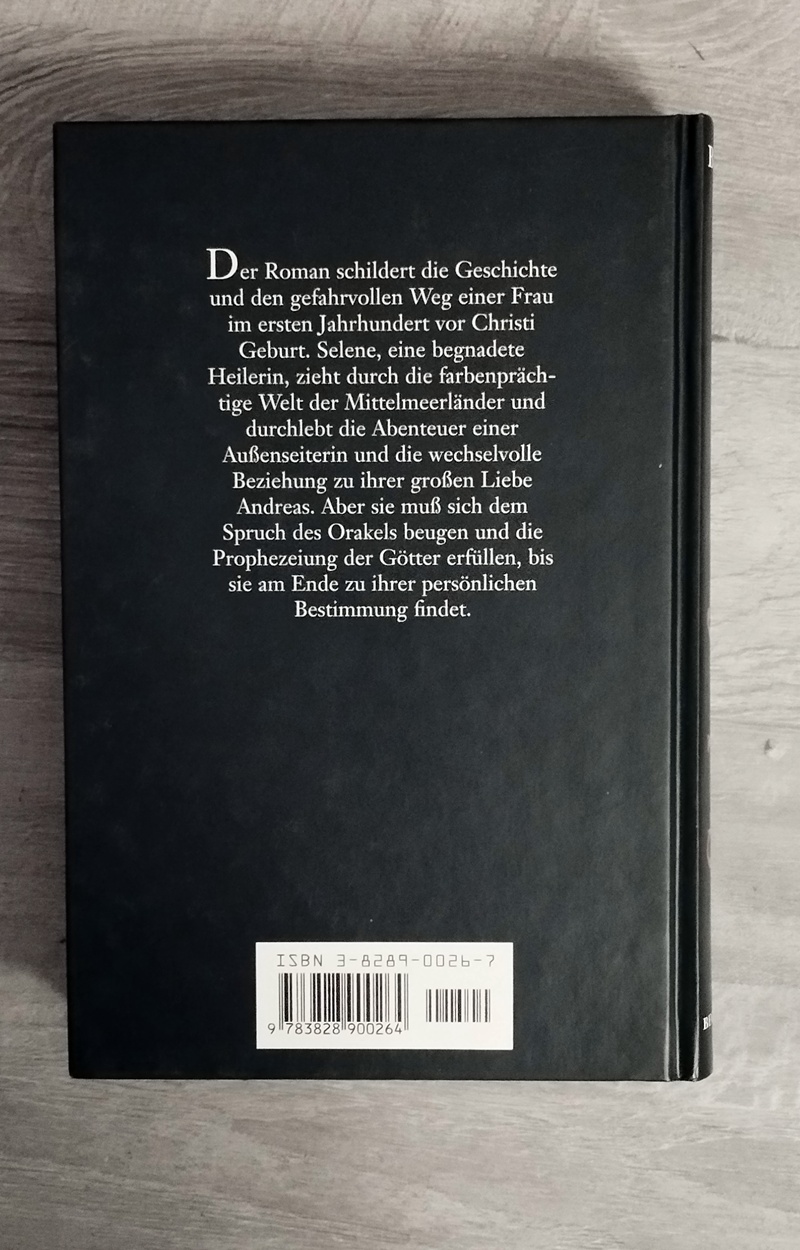 Der Roman schildert die Geschichte
und den gefahrvollen Weg einer Frau
im ersten Jahrhundert vor Christi
Geburt. Selene, eine begnadete
Heilerin, zieht durch die farbenpräch-
tige Welt der Mittelmeerländer und
durchlebt die Abenteuer einer
Außenseiterin und die wechselvolle
Beziehung zu ihrer großen Liebe
Andreas. Aber sie muß sich dem
Spruch des Orakels beugen und die
Prophezeiung der Götter erfüllen, bis
sie am Ende zu ihrer persönlichen
Bestimmung findet.
ISBN 3-8289-0026-7
9 783828 900264